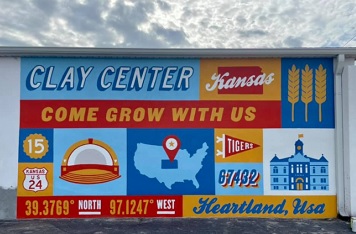 CLAY CENTER
Kansas
COME GROW WITH US
15
TIGERS
KANSAS
US
24
67432
39.3769° NORTH 97.1247° WEST
Heartland, Usa